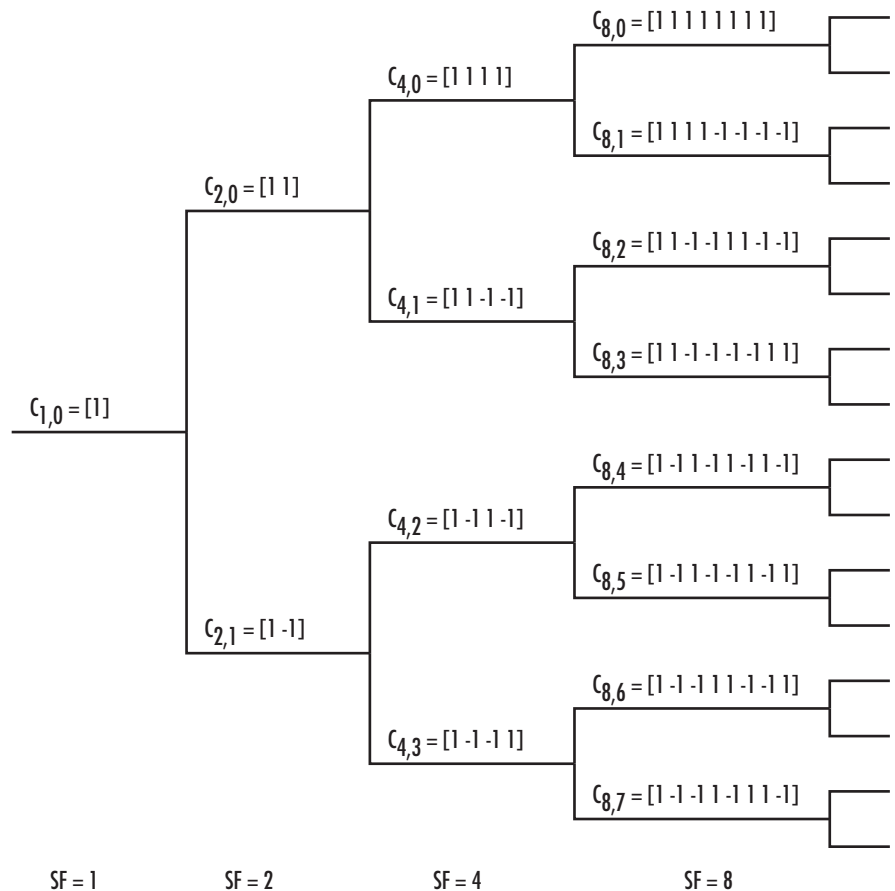 C8,0 = [1 1 1 1 1 1 1 1]
C4,0 = [1 1 1 1]
C8,1 = [1 1 1 1 -1 -1 -1 -1]
C2,0 = [1 1]
C8,2 = [1 1 -1 -1 1 1 -1 -1]
C4,1 = [1 1 -1 -1]
C8,3 = [1 1 -1 -1 -1 -1 1 1]
C1,0 = [1]
C8,4 = [1 -1 1 -1 1 -1 1 -1]
C4,2 = [1 -1 1 -1]
C8,5 = [1 -1 1 -1 -1 1 -1 1]
C2,1 = [1 -1]
C8,6 = [1 -1 -1 1 1 -1 -1 1]
C4,3 = [1 -1 -1 1]
C8,7 = [1 -1 -1 1 -1 1 1 -1]
SF = 1 SF = 2 SF = 4 SF = 8